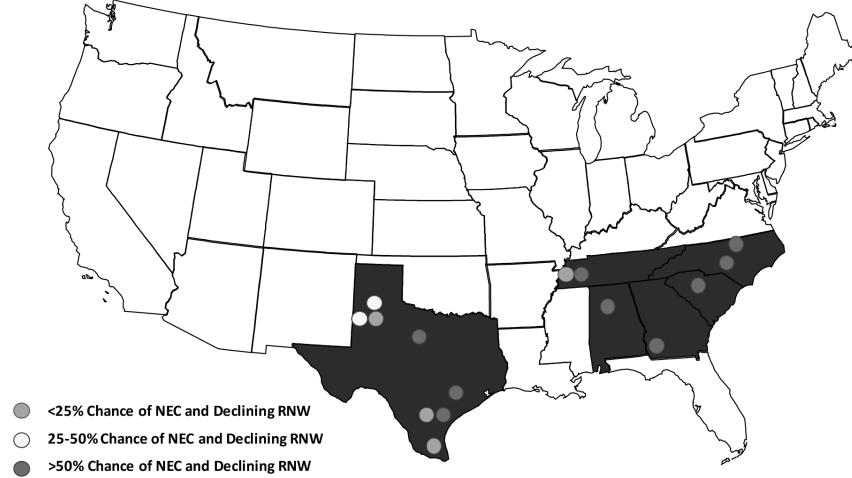 <25% Chance of NEC and Declining RNW
25-50% Chance of NEC and Declining RNW
>50% Chance of NEC and Declining RNW